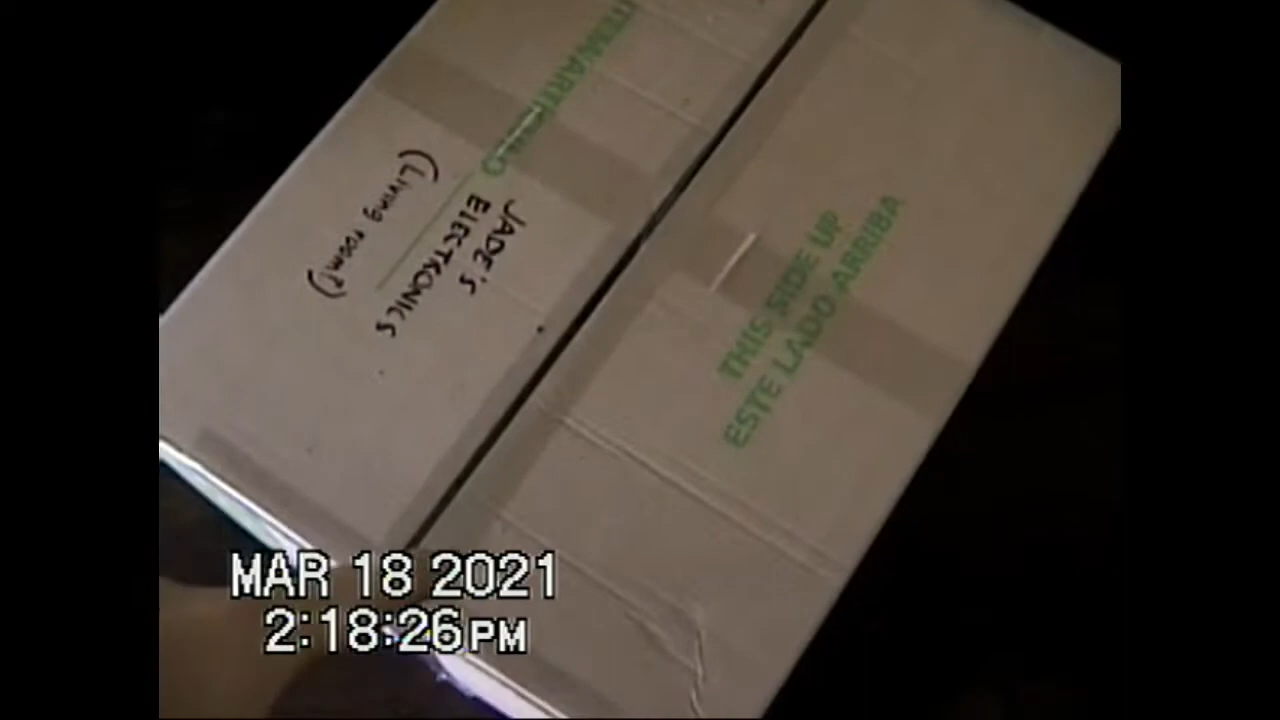 JADE'S
ELECTRONICS
(Living room?)
THIS SIDE UP
ESTE LADO ARRIBA
MAR 18 2021
2:18:26PM